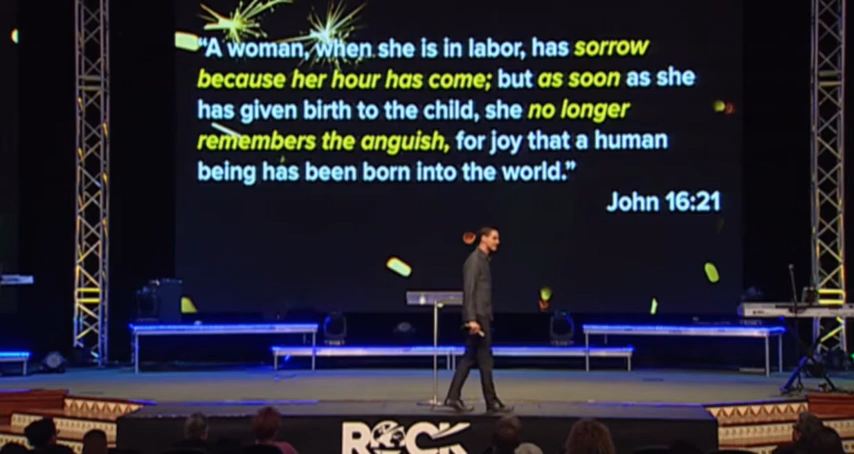 “A woman, when she is in labor, has sorrow
because her hour has come; but as soon as she
has given birth to the child, she no longer
remembers the anguish, for joy that a human
being has been born into the world.”
John 16:21
ROCK